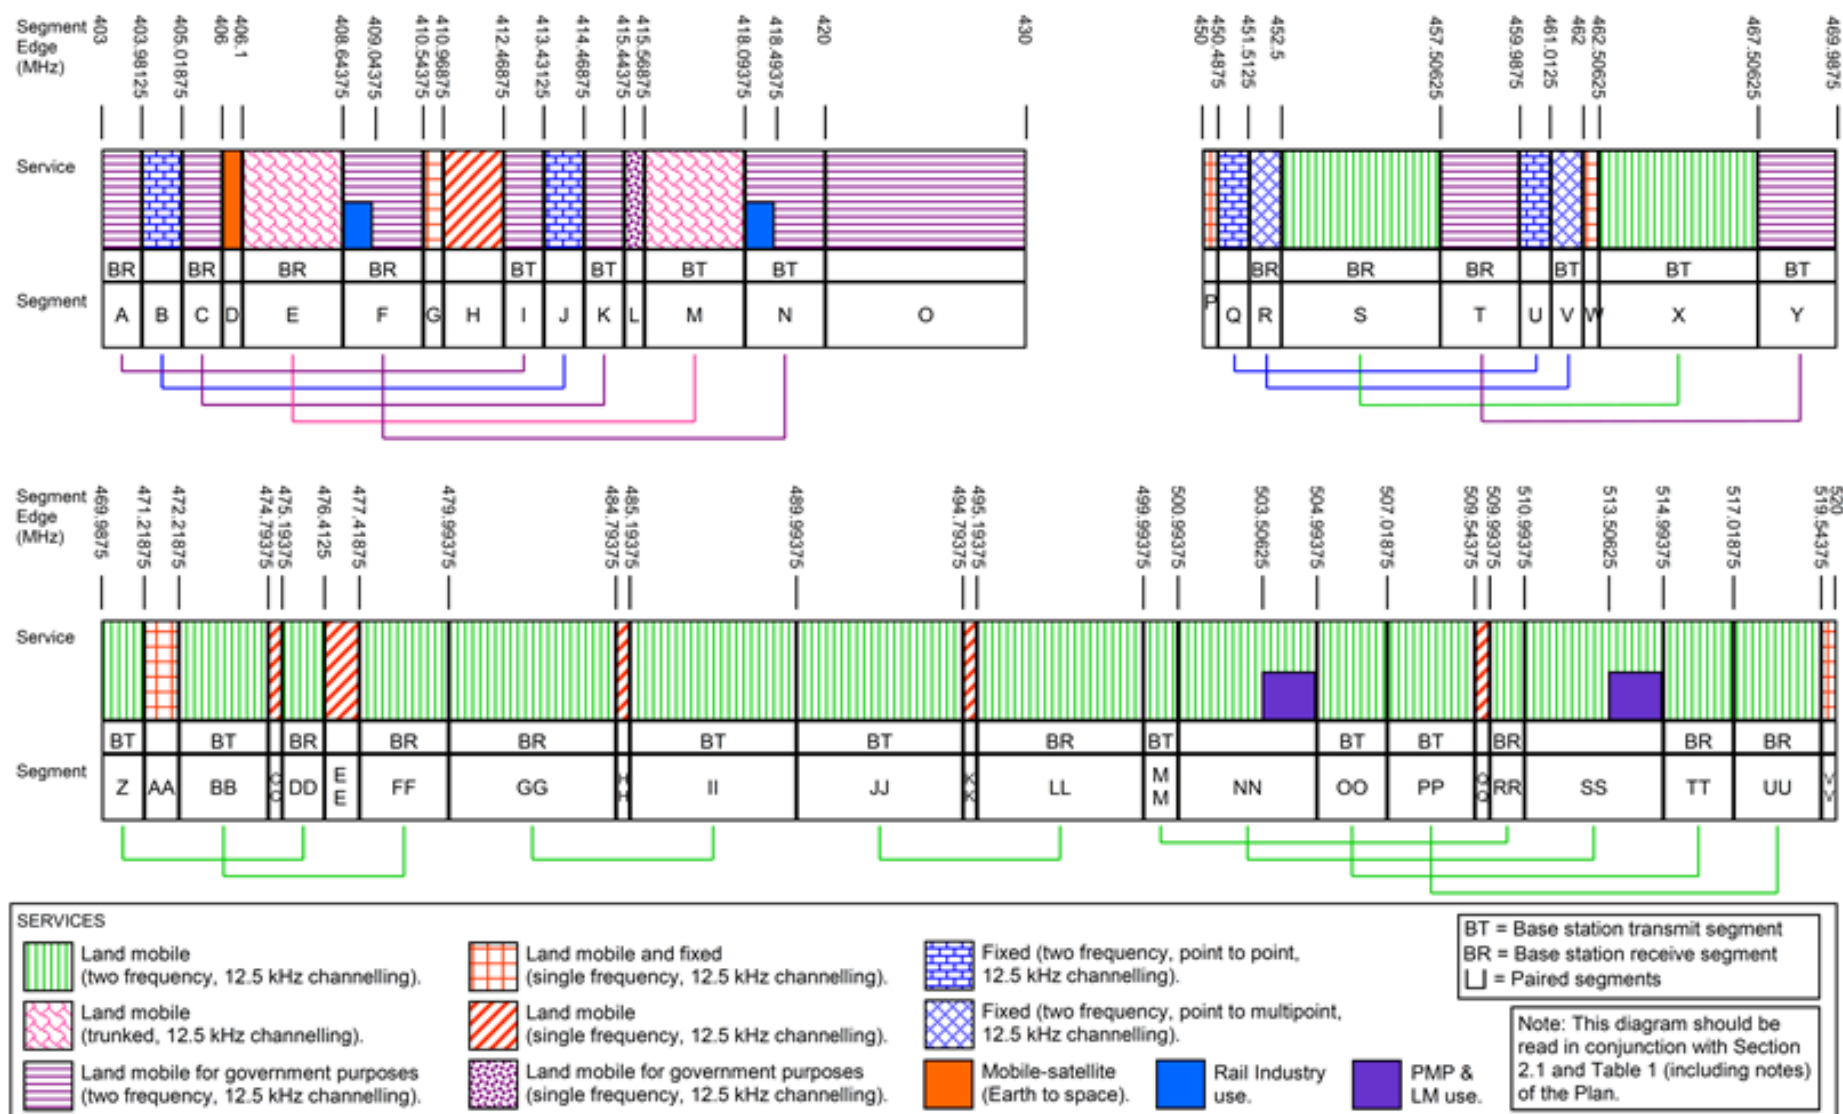 Segment
Edge
(MHz)
403
403.98125
405.01875
406
406.1
408.64375
409.04375
410.54375
410.96875
412.46875
413.43125
414.46875
415.44375
415.56875
418.09375
418.49375
420
430
450
450.4875
451.5125
452.5
457.50625
459.9875
461.0125
462
462.50625
467.50625
469.9875
Service
BR BR BR BR BT BT BT BT BR BR BR BT BT BT
Segment
A B C D E F G H I J K L M N O P Q R S T U V W X Y
Segment
Edge
(MHz)
469.9875
471.21875
472.21875
474.79375
475.19375
476.4125
477.41875
479.99375
484.79375
485.19375
489.99375
494.79375
495.19375
499.99375
500.99375
503.50625
504.99375
507.01875
509.54375
509.99375
510.99375
513.50625
514.99375
517.01875
519.54375
520
Service
BT BT BR BR BR BT BT BR BT BT BT BR BR BR
Segment
Z AA BB CC DD EE FF GG HH II JJ KK LL MM NN OO PP QQ RR SS TT UU VV
SERVICES
Land mobile
(two frequency, 12.5 kHz channelling).
Land mobile
(trunked, 12.5 kHz channelling).
Land mobile for government purposes
(two frequency, 12.5 kHz channelling).
Land mobile and fixed
(single frequency, 12.5 kHz channelling).
Land mobile
(single frequency, 12.5 kHz channelling).
Land mobile for government purposes
(single frequency, 12.5 kHz channelling).
Fixed (two frequency, point to point,
12.5 kHz channelling).
Fixed (two frequency, point to multipoint,
12.5 kHz channelling).
Mobile-satellite
(Earth to space).
Rail Industry
use.
PMP &
LM use.
BT = Base station transmit segment
BR = Base station receive segment
= Paired segments
Note: This diagram should be
read in conjunction with Section
2.1 and Table 1 (including notes)
of the Plan.